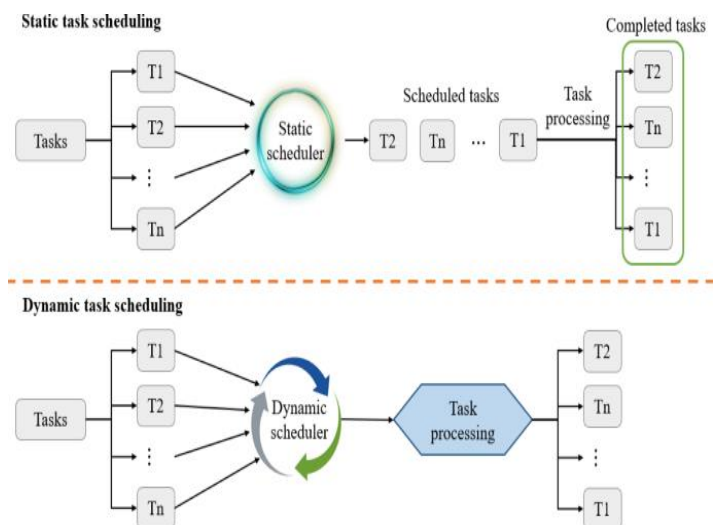 Static task scheduling
Completed tasks
T1
T2
Tasks
⋮
Tn
Static
scheduler
Scheduled tasks
T2
Tn
...
T1
Task
processing
T2
Tn
⋮
T1
Dynamic task scheduling
T1
T2
Tasks
⋮
Tn
Dynamic
scheduler
Task
processing
T2
Tn
⋮
T1